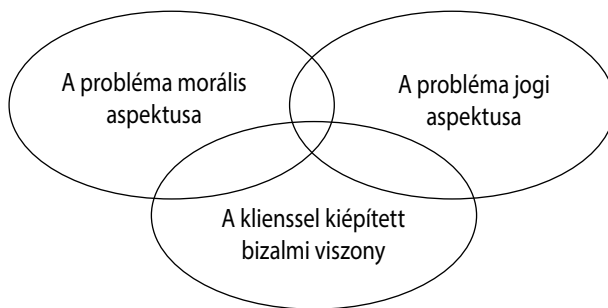 A probléma morális
aspektusa
A probléma jogi
aspektusa
A klienssel kiépített
bizalmi viszony